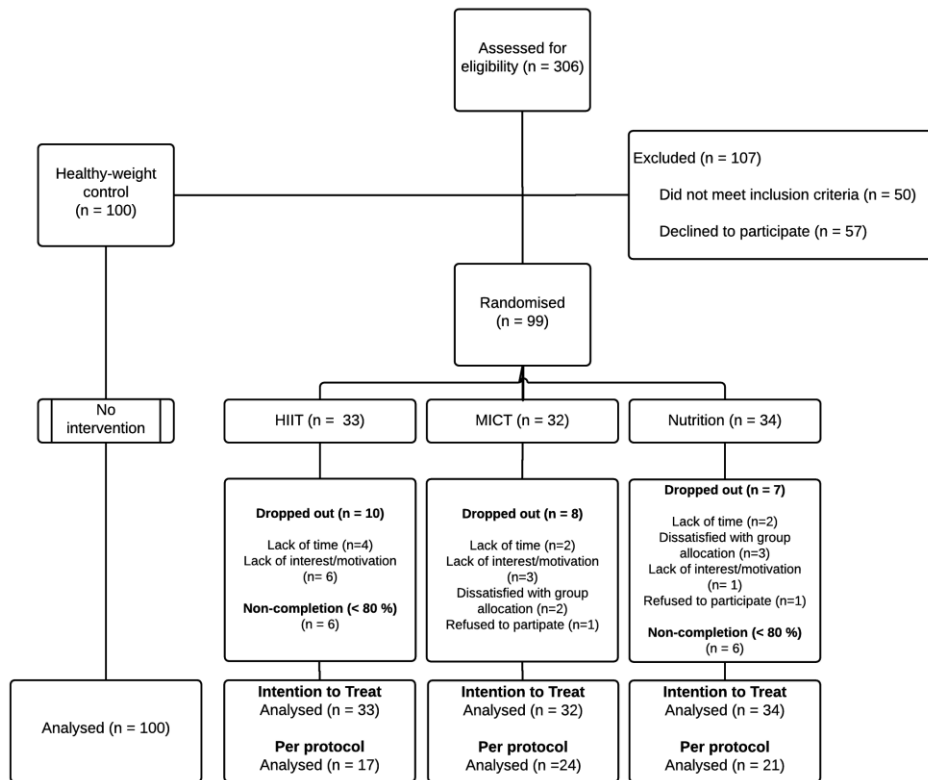 Assessed for
eligibility (n = 306)
Healthy-weight
control
(n = 100)
Excluded (n = 107)
Did not meet inclusion criteria (n = 50)
Declined to participate (n = 57)
Randomised
(n = 99)
No
intervention
HIIT (n =  33)
MICT (n = 32)
Nutrition (n = 34)
Dropped out (n = 10)
Lack of time (n=4)
Lack of interest/motivation
(n= 6)
Non-completion (< 80 %)
(n = 6)
Dropped out (n = 8)
Lack of time (n=2)
Lack of interest/motivation
(n=3)
Dissatisfied with group
allocation (n=2)
Refused to partipate (n=1)
Dropped out (n = 7)
Lack of time (n=2)
Dissatisfied with group
allocation (n=3)
Lack of interest/motivation
(n= 1)
Refused to participate (n=1)
Non-completion (< 80 %)
(n = 6)
Analysed (n = 100)
Intention to Treat
Analysed (n = 33)
Per protocol
Analysed (n = 17)
Intention to Treat
Analysed (n = 32)
Per protocol
Analysed (n =24)
Intention to Treat
Analysed (n = 34)
Per protocol
Analysed (n = 21)